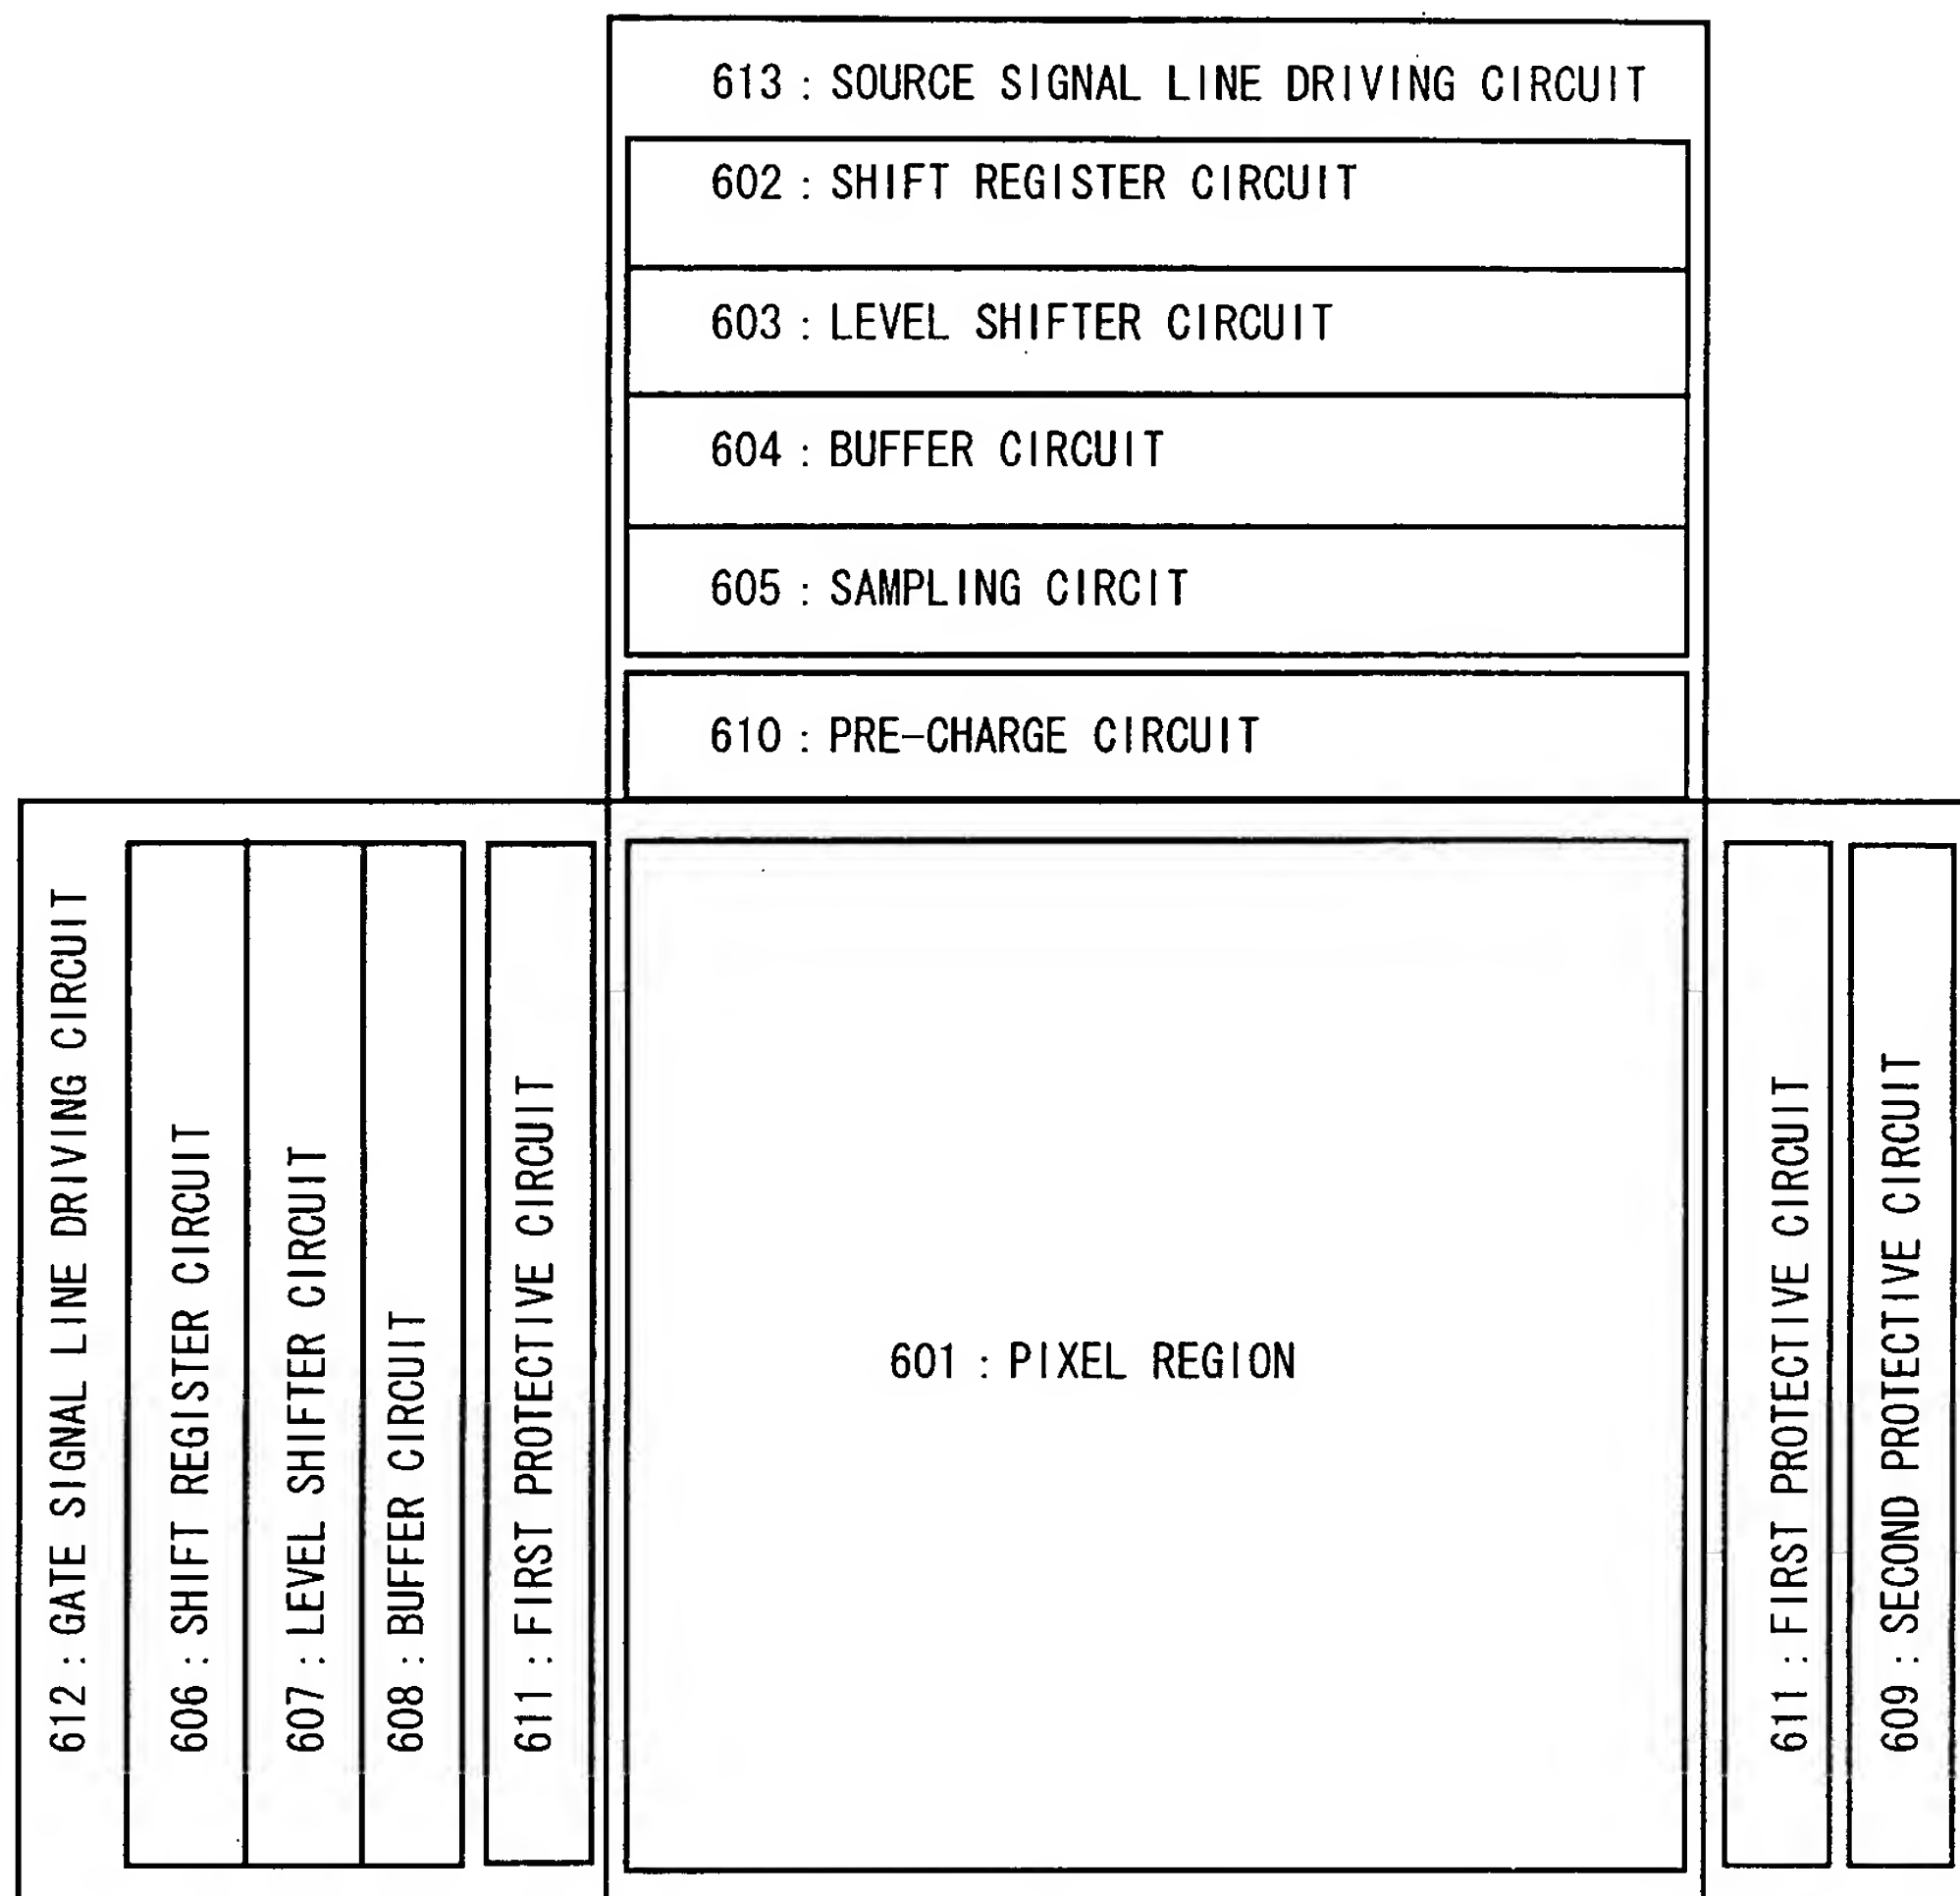 613 : SOURCE SIGNAL LINE DRIVING CIRCUIT
602 : SHIFT REGISTER CIRCUIT
603 : LEVEL SHIFTER CIRCUIT
604 : BUFFER CIRCUIT
605 : SAMPLING CIRCIT
610 : PRE-CHARGE CIRCUIT
612 : GATE SIGNAL LINE DRIVING CIRCUIT
606 : SHIFT REGISTER CIRCUIT
607 : LEVEL SHIFTER CIRCUIT
608 : BUFFER CIRCUIT
611 : FIRST PROTECTIVE CIRCUIT
601 : PIXEL REGION
611 : FIRST PROTECTIVE CIRCUIT
609 : SECOND PROTECTIVE CIRCUIT